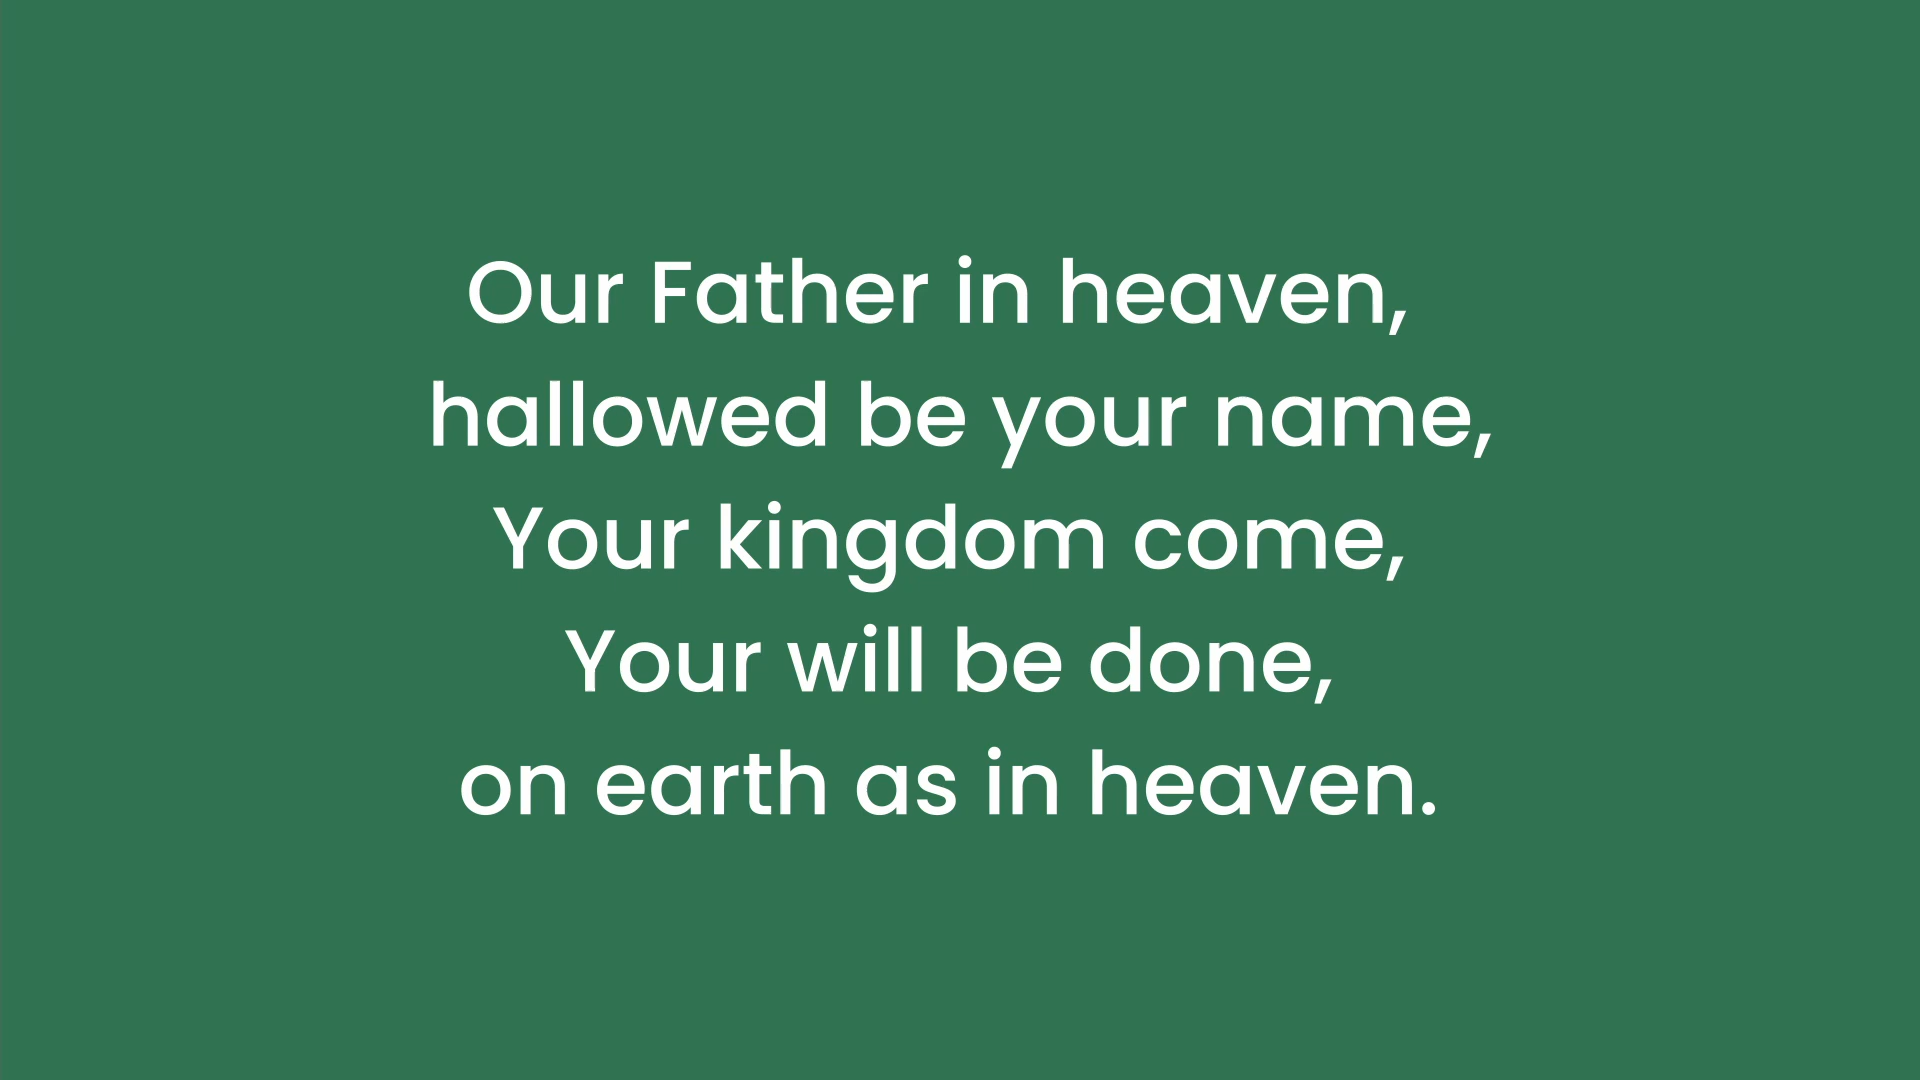 Our Father in heaven,
hallowed be your name,
Your kingdom come,
Your will be done,
on earth as in heaven.